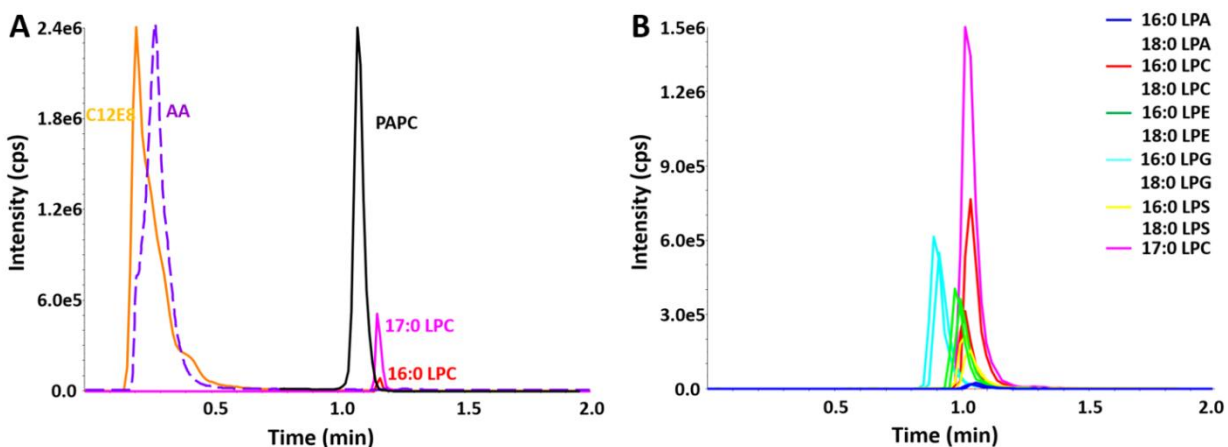 A
Intensity (cps)
2.4e6
1.8e6
1.2e6
6.0e5
0.0
C12E8
AA
PAPC
17:0 LPC
16:0 LPC
0.5
1.0
1.5
2.0
Time (min)
B
Intensity (cps)
1.5e6
1.2e6
9.0e5
6.0e5
3.0e5
0.0
16:0 LPA
18:0 LPA
16:0 LPC
18:0 LPC
16:0 LPE
18:0 LPE
16:0 LPG
18:0 LPG
16:0 LPS
18:0 LPS
17:0 LPC
0.5
1.0
1.5
2.0
Time (min)